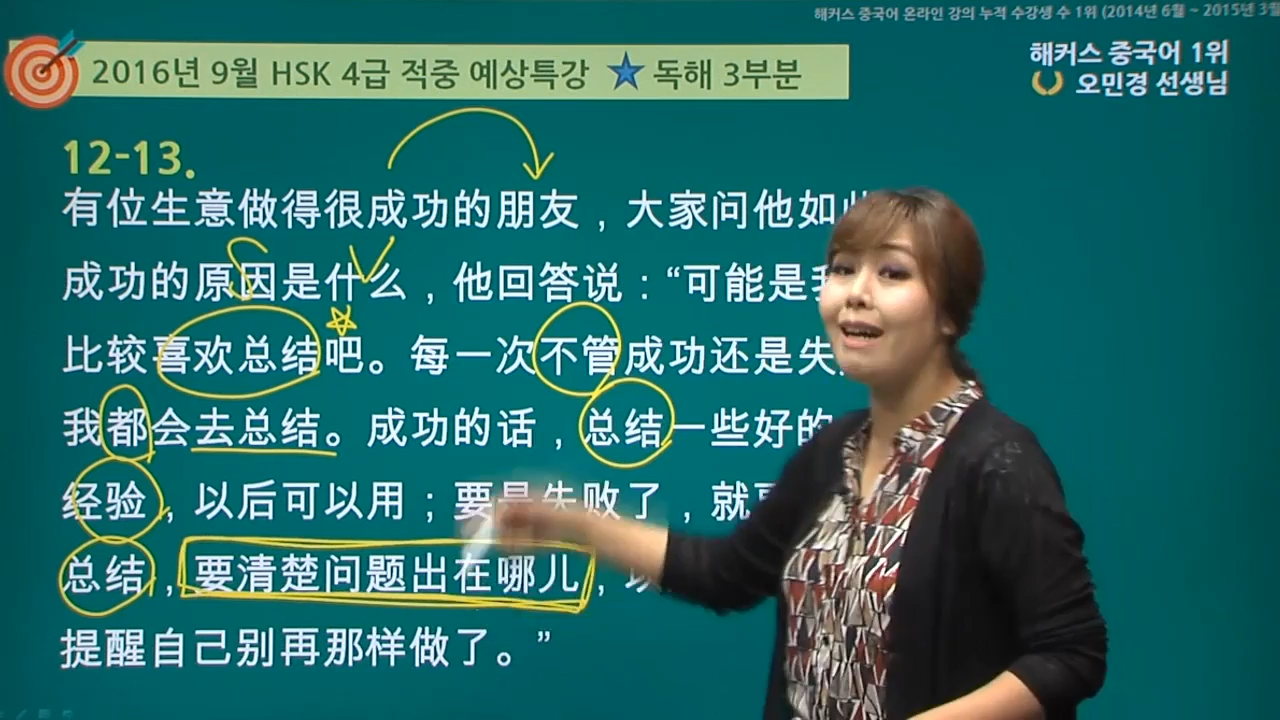 해커스 중국어 온라인 강의 누적 수강생 수 1위 (2014년 6월 ~ 2015년 3월
2016년 9월 HSK 4급 적중 예상특강 ★ 독해 3부분
해커스 중국어 1위
오민경 선생님
12-13.
有位生意做得很成功的朋友，大家问他如此
成功的原因是什么，他回答说：“可能是我
比较喜欢总结吧。每一次不管成功还是失
我都会去总结。成功的话，总结一些好的
经验，以后可以用；要是失败了，就
总结，要清楚问题出在哪儿，
提醒自己别再那样做了。”